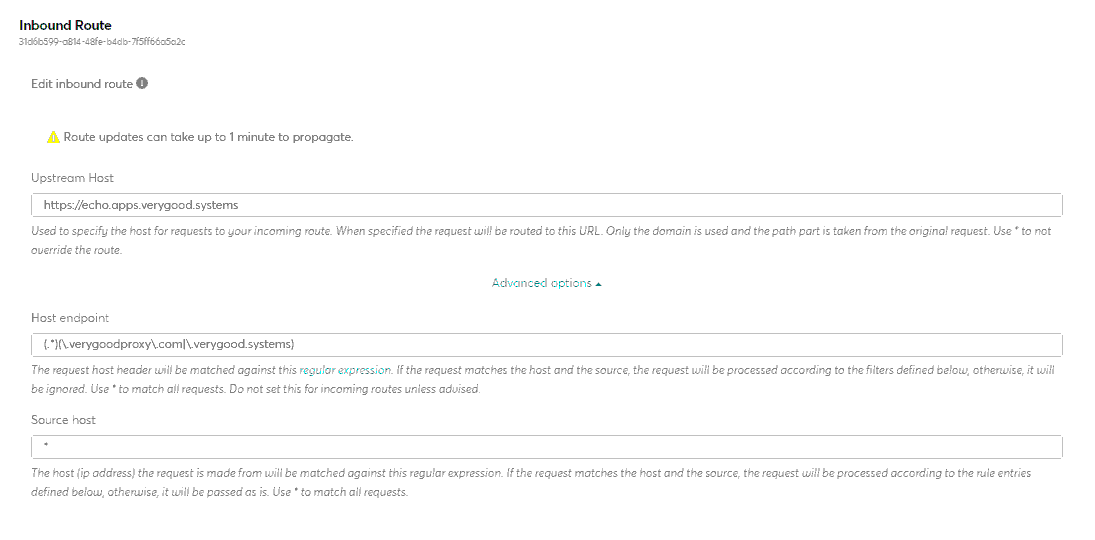 Inbound Route
31d6b599-a814-48fe-b4db-7f5ff66a5a2c
Edit inbound route
Route updates can take up to 1 minute to propagate.
Upstream Host
https://echo.apps.verygood.systems
Used to specify the host for requests to your incoming route. When specified the request will be routed to this URL. Only the domain is used and the path part is taken from the original request. Use * to not
override the route.
Advanced options
Host endpoint
(.*)(\.verygoodproxy\.com|\.verygood.systems)
The request host header will be matched against this regular expression. If the request matches the host and the source, the request will be processed according to the filters defined below, otherwise, it will
be ignored. Use * to match all requests. Do not set this for incoming routes unless advised.
Source host
*
The host (ip address) the request is made from will be matched against this regular expression. If the request matches the host and the source, the request will be processed according to the rule entries
defined below, otherwise, it will be passed as is. Use * to match all requests.